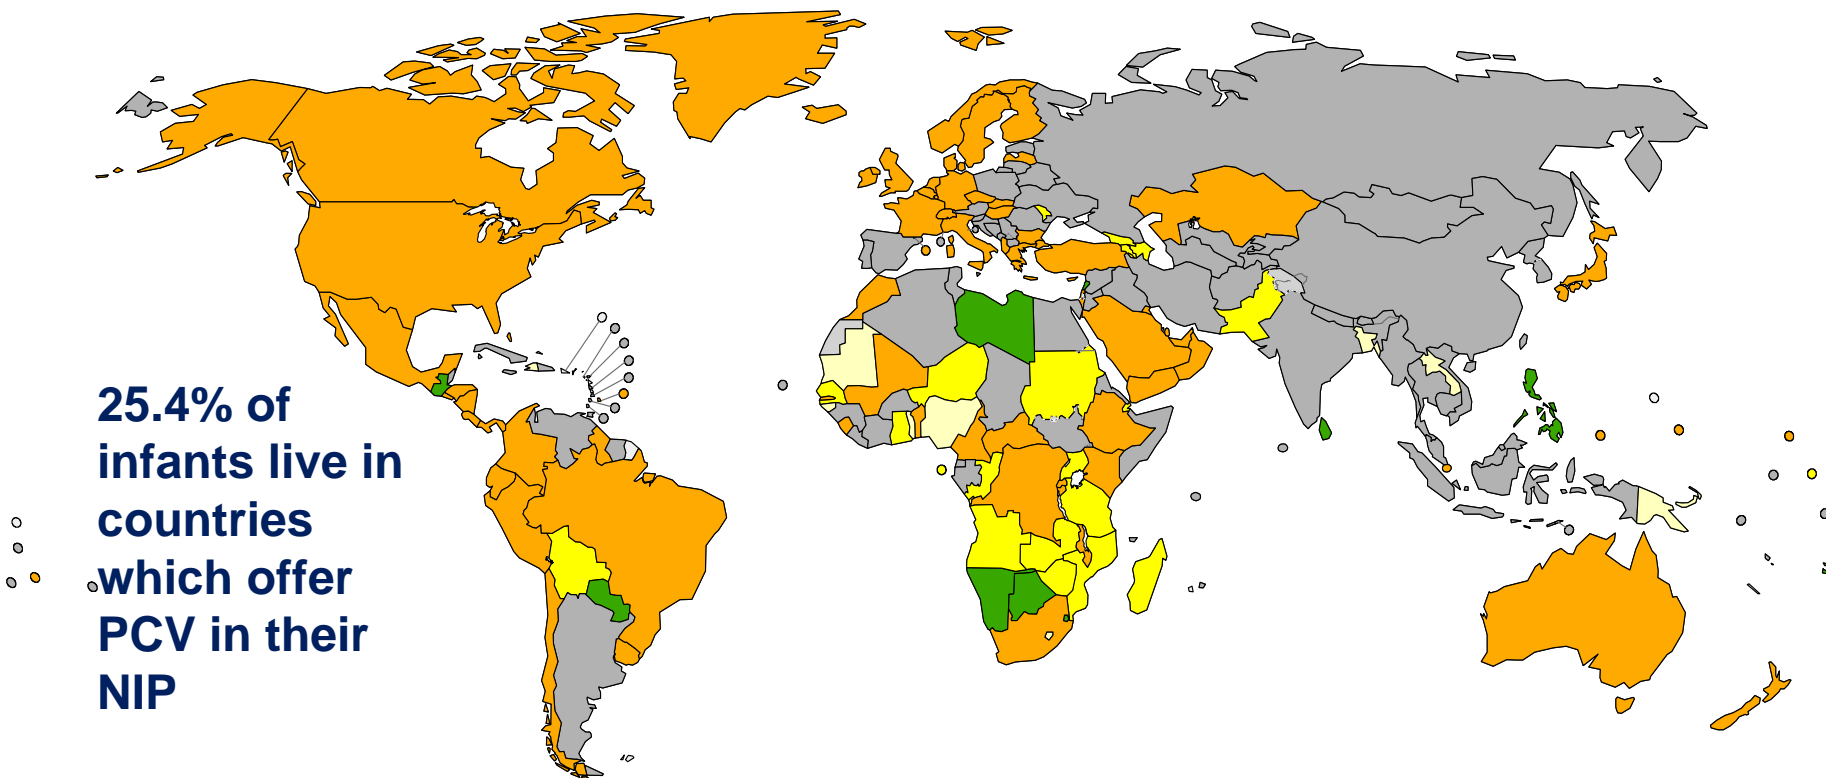 25.4% of
infants live in
countries
which offer
PCV in their
NIP